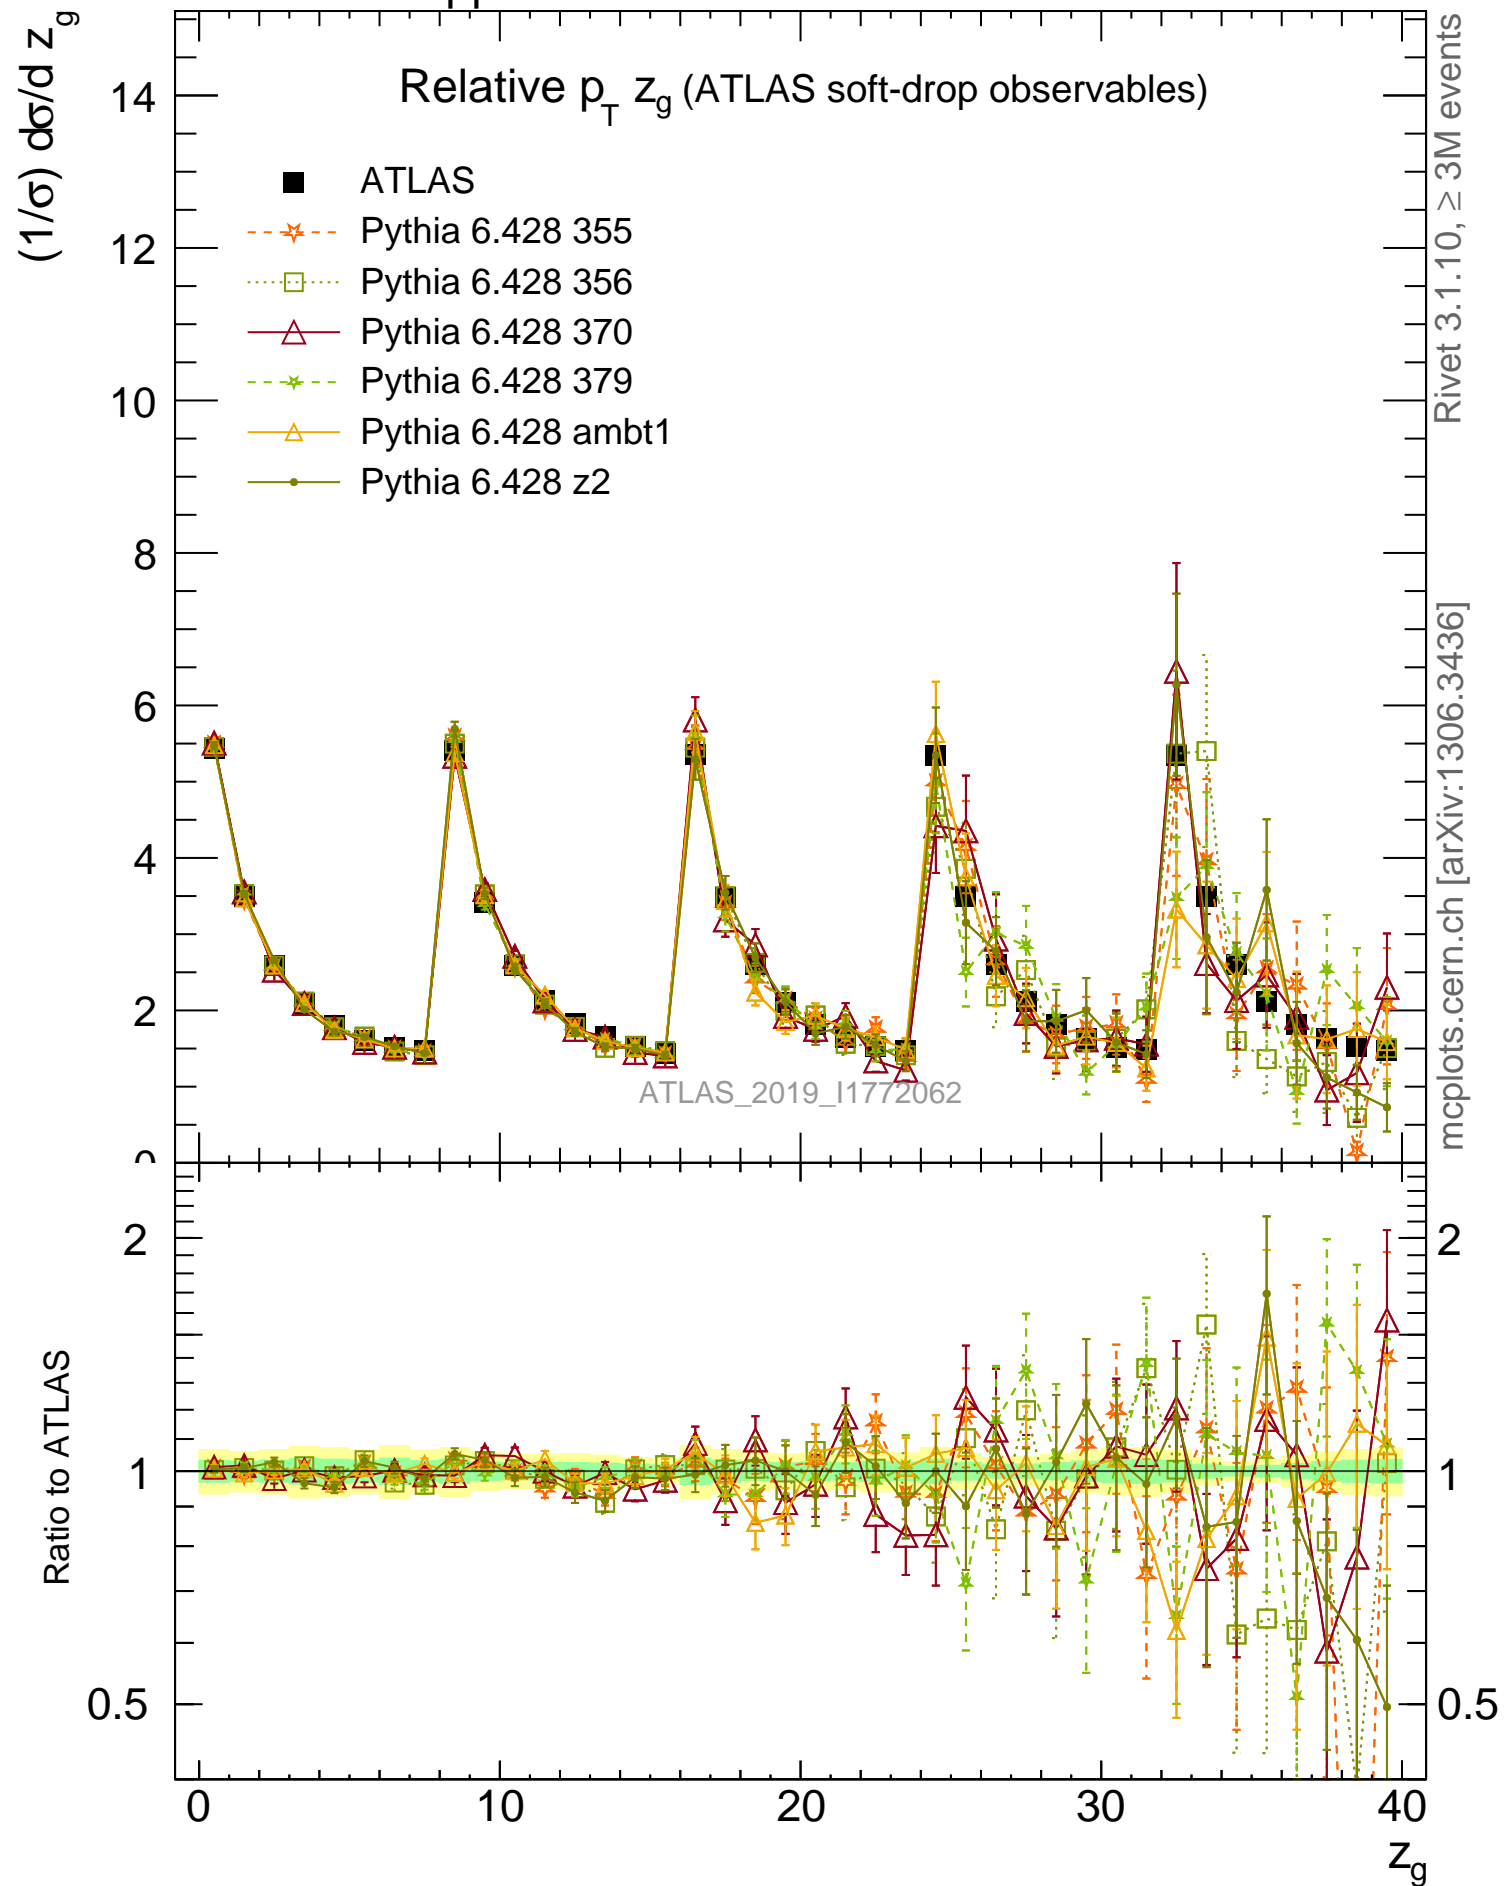 pp
(1/σ) dσ/d z_g
Relative p_T z_g (ATLAS soft-drop observables)
ATLAS
Pythia 6.428 355
Pythia 6.428 356
Pythia 6.428 370
Pythia 6.428 379
Pythia 6.428 ambt1
Pythia 6.428 z2
14
12
10
8
6
4
2
0
ATLAS_2019_I1772062
Rivet 3.1.10, ≥ 3M events
mcplots.cern.ch [arXiv:1306.3436]
Ratio to ATLAS
2
1
0.5
2
1
0.5
0 10 20 30 40
z_g